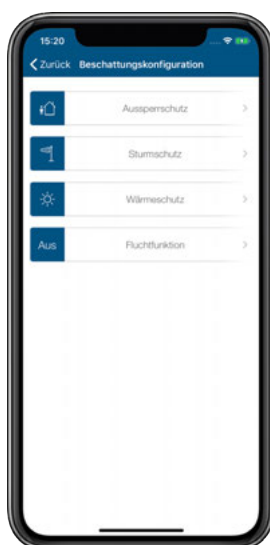 15:20
Zurück Beschattungskonfiguration
Aussperrschutz
Sturmschutz
Wärmeschutz
Aus Fluchtfunktion